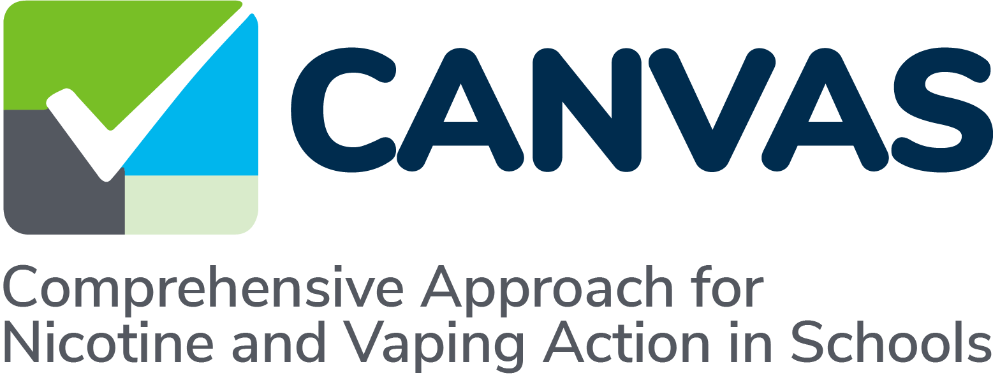 CANVAS
Comprehensive Approach for
Nicotine and Vaping Action in Schools